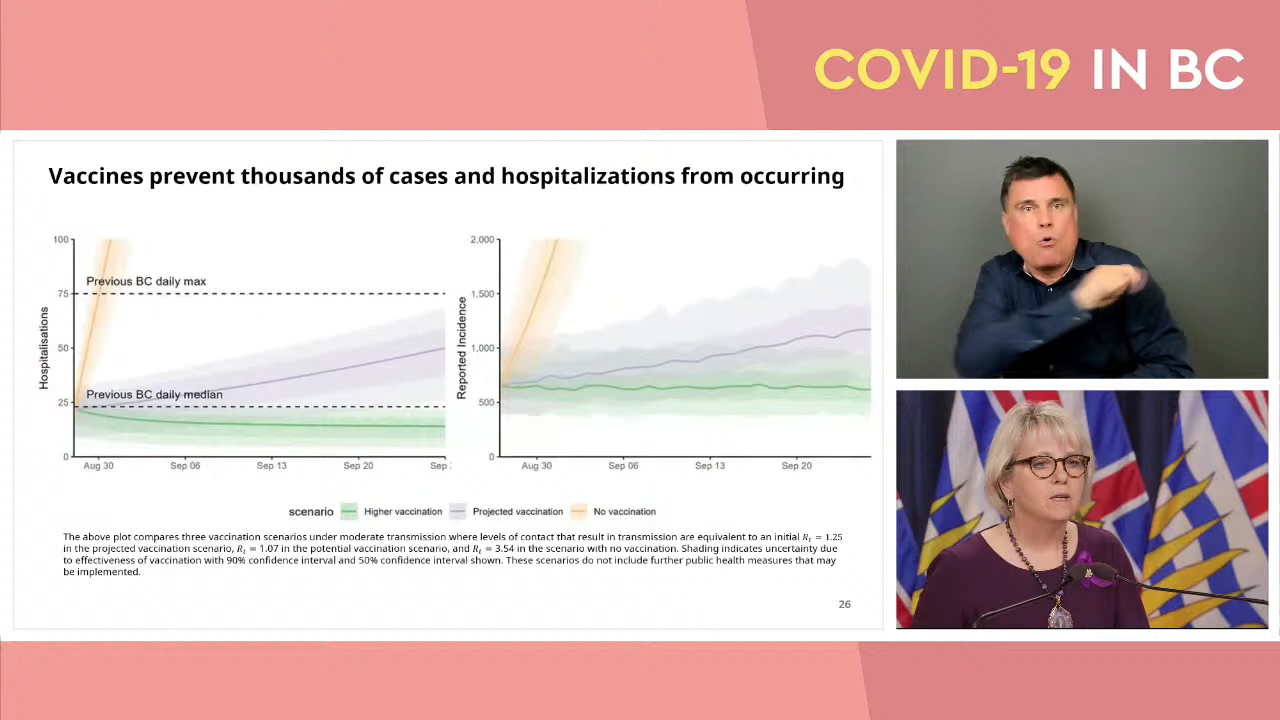 COVID-19 IN BC
Vaccines prevent thousands of cases and hospitalizations from occurring
100
75
50
25
0
Hospitalisations
Previous BC daily max
Previous BC daily median
Aug 30
Sep 06
Sep 13
Sep 20
Sep
2,000
1,500
1,000
500
0
Reported Incidence
Aug 30
Sep 06
Sep 13
Sep 20
scenario Higher vaccination Projected vaccination No vaccination
The above plot compares three vaccination scenarios under moderate transmission where levels of contact that result in transmission are equivalent to an initial Rₜ = 1.25
in the projected vaccination scenario, Rₜ = 1.07 in the potential vaccination scenario, and Rₜ = 3.54 in the scenario with no vaccination. Shading indicates uncertainty due
to effectiveness of vaccination with 90% confidence interval and 50% confidence interval shown. These scenarios do not include further public health measures that may
be implemented.
26